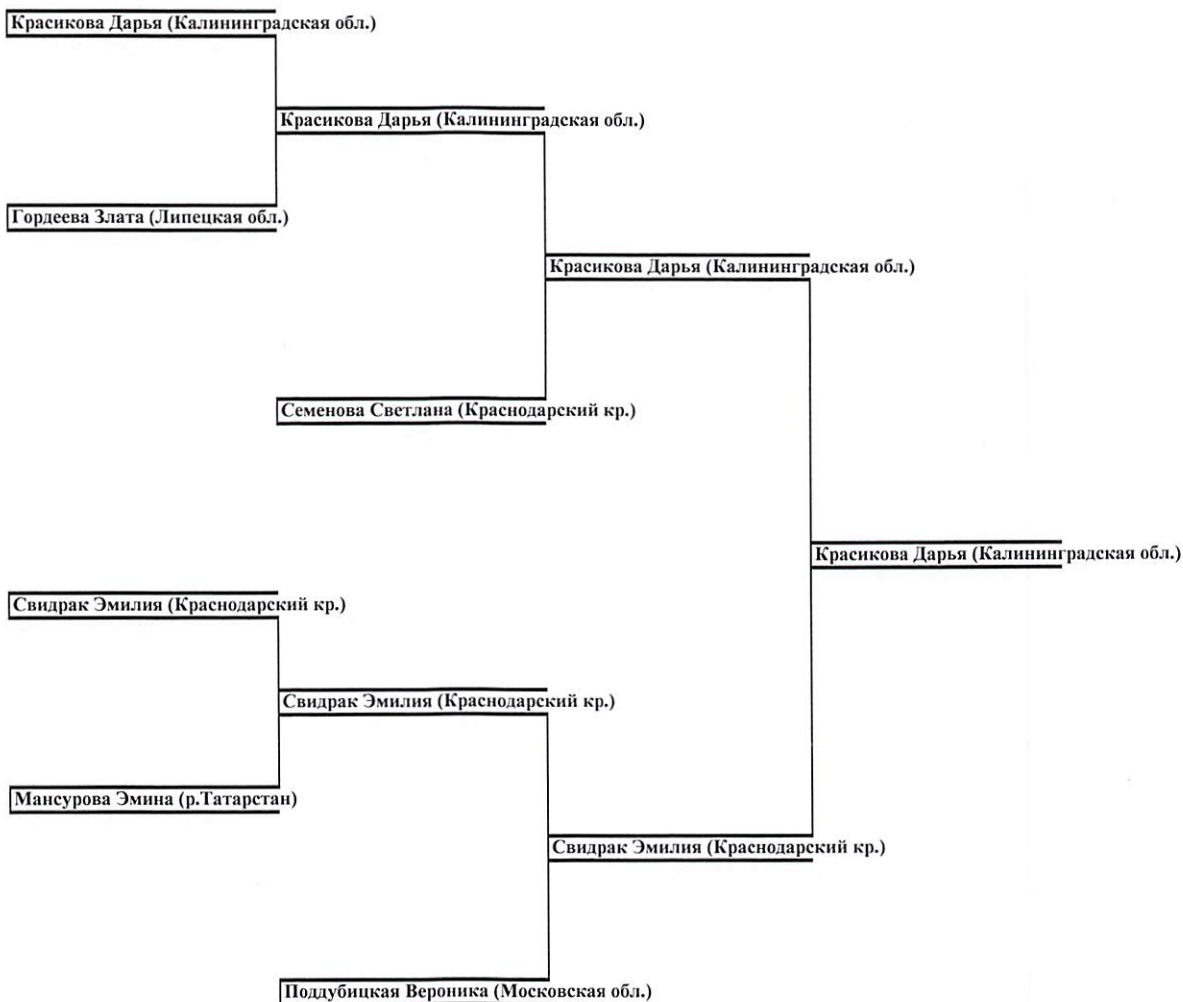 Красикова Дарья (Калининградская обл.)
Красикова Дарья (Калининградская обл.)
Гордеева Злата (Липецкая обл.)
Красикова Дарья (Калининградская обл.)
Семенова Светлана (Краснодарский кр.)
Красикова Дарья (Калининградская обл.)
Свидрак Эмилия (Краснодарский кр.)
Свидрак Эмилия (Краснодарский кр.)
Мансурова Эмина (р.Татарстан)
Свидрак Эмилия (Краснодарский кр.)
Поддубицкая Вероника (Московская обл.)